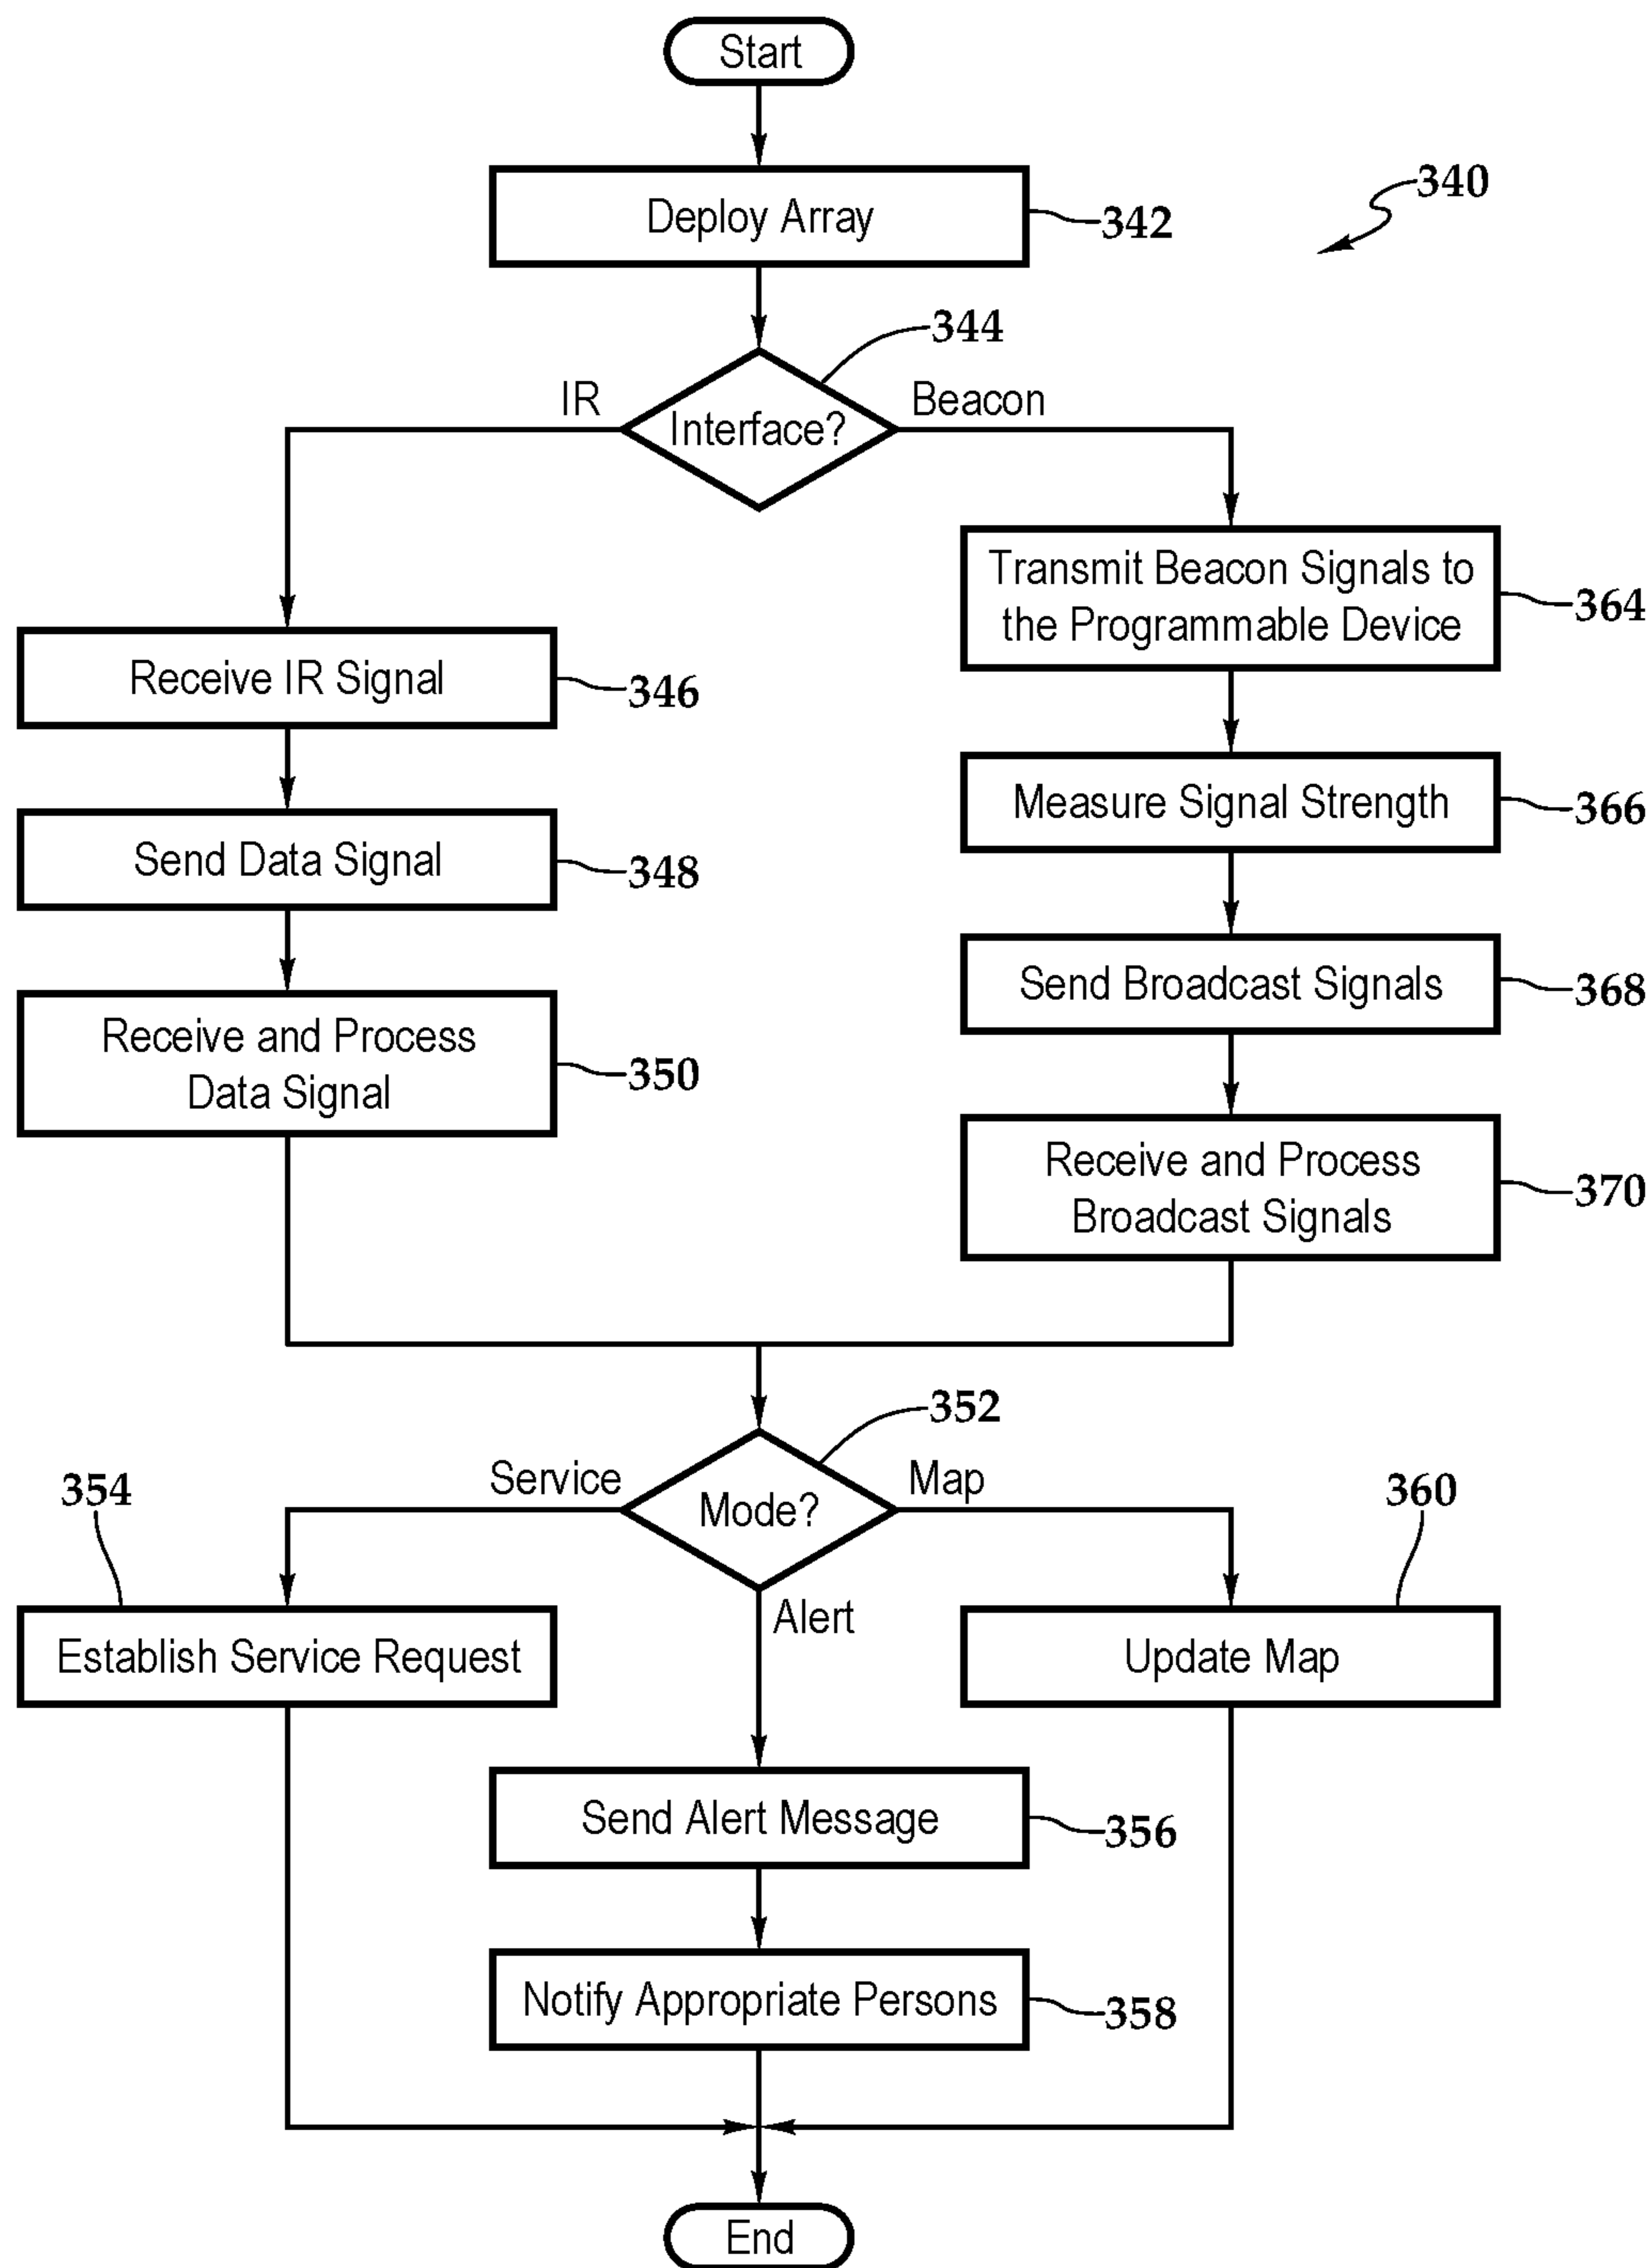 Start
Deploy Array
342
340
344
IR
Interface?
Beacon
Transmit Beacon Signals to
the Programmable Device
364
Receive IR Signal
346
Measure Signal Strength
366
Send Data Signal
348
Send Broadcast Signals
368
Receive and Process
Data Signal
350
Receive and Process
Broadcast Signals
370
352
Service
Mode?
Map
354
360
Alert
Establish Service Request
Update Map
Send Alert Message
356
Notify Appropriate Persons
358
End